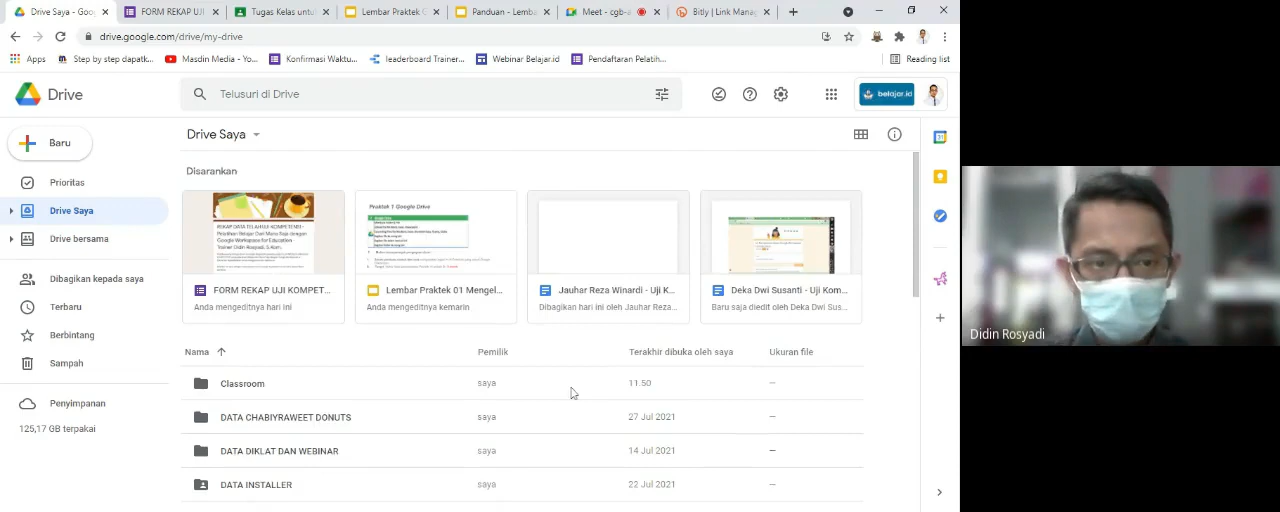 Drive Saya - Goo
FORM REKAP UJI
Tugas Kelas untu
Lembar Praktek
Panduan - Lemba
Meet - cgb-
Bitly | Link Manag
drive.google.com/drive/my-drive
Apps
Step by step dapatk...
Masdin Media - Yo...
Konfirmasi Waktu...
leaderboard Trainer...
Webinar Belajar.id
Pendaftaran Pelatih...
Reading list
Drive
Telusuri di Drive
belajar.id
Baru
Drive Saya
Disarankan
Prioritas
Drive Saya
Drive bersama
Dibagikan kepada saya
Terbaru
Berbintang
Sampah
Penyimpanan
125,17 GB terpakai
Praktek 1 Google Drive
FORM REKAP UJI KOMPET...
Anda mengeditnya hari ini
Lembar Praktek 01 Mengel...
Anda mengeditnya kemarin
Jauhar Reza Winardi - Uji K...
Dibagikan hari ini oleh Jauhar Reza...
Deka Dwi Susanti - Uji Kom...
Baru saja diedit oleh Deka Dwi Sus...
Nama
Pemilik
Terakhir dibuka oleh saya
Ukuran file
Classroom
saya
11.50
—
DATA CHABIYRAWEET DONUTS
saya
27 Jul 2021
—
DATA DIKLAT DAN WEBINAR
saya
14 Jul 2021
—
DATA INSTALLER
saya
22 Jul 2021
—
Didin Rosyadi